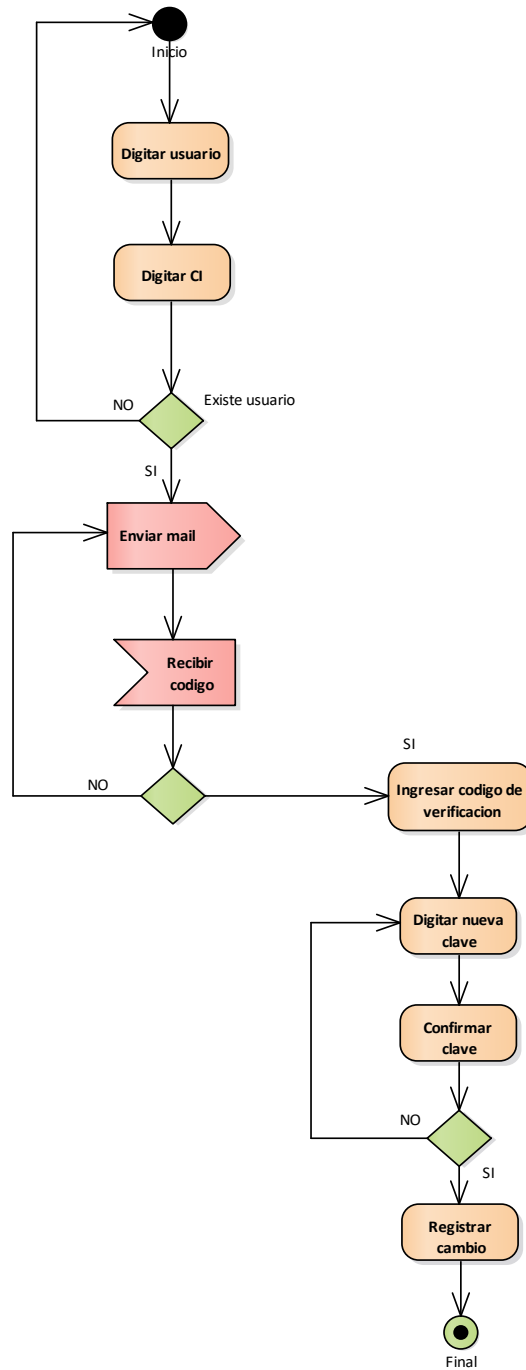 Inicio
Digitar usuario
Digitar CI
Existe usuario
NO
SI
Enviar mail
Recibir
codigo
SI
NO
Ingresar codigo de
verificacion
Digitar nueva
clave
Confirmar
clave
NO
SI
Registrar
cambio
Final